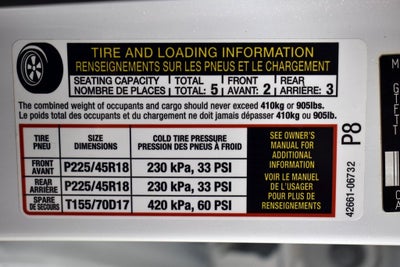 TIRE AND LOADING INFORMATION
RENSEIGNEMENTS SUR LES PNEUS ET LE CHARGEMENT
SEATING CAPACITY TOTAL FRONT REAR
NOMBRE DE PLACES TOTAL: 5 AVANT: 2 ARRIÈRE: 3
The combined weight of occupants and cargo should never exceed 410kg or 905lbs.
Le poids total des occupants et du chargement ne doit jamais dépasser 410kg ou 905lb.
TIRE SIZE COLD TIRE PRESSURE
PNEU DIMENSIONS PRESSION DES PNEUS À FROID
FRONT
AVANT P225/45R18 230 kPa, 33 PSI
REAR
ARRIÈRE P225/45R18 230 kPa, 33 PSI
SPARE
DE SECOURS T155/70D17 420 kPa, 60 PSI
SEE OWNER'S
MANUAL FOR
ADDITIONAL
INFORMATION
VOIR LE MANUEL
DE L'USAGER
POUR PLUS DE
RENSEIGNEMENTS
P8
42661-06732